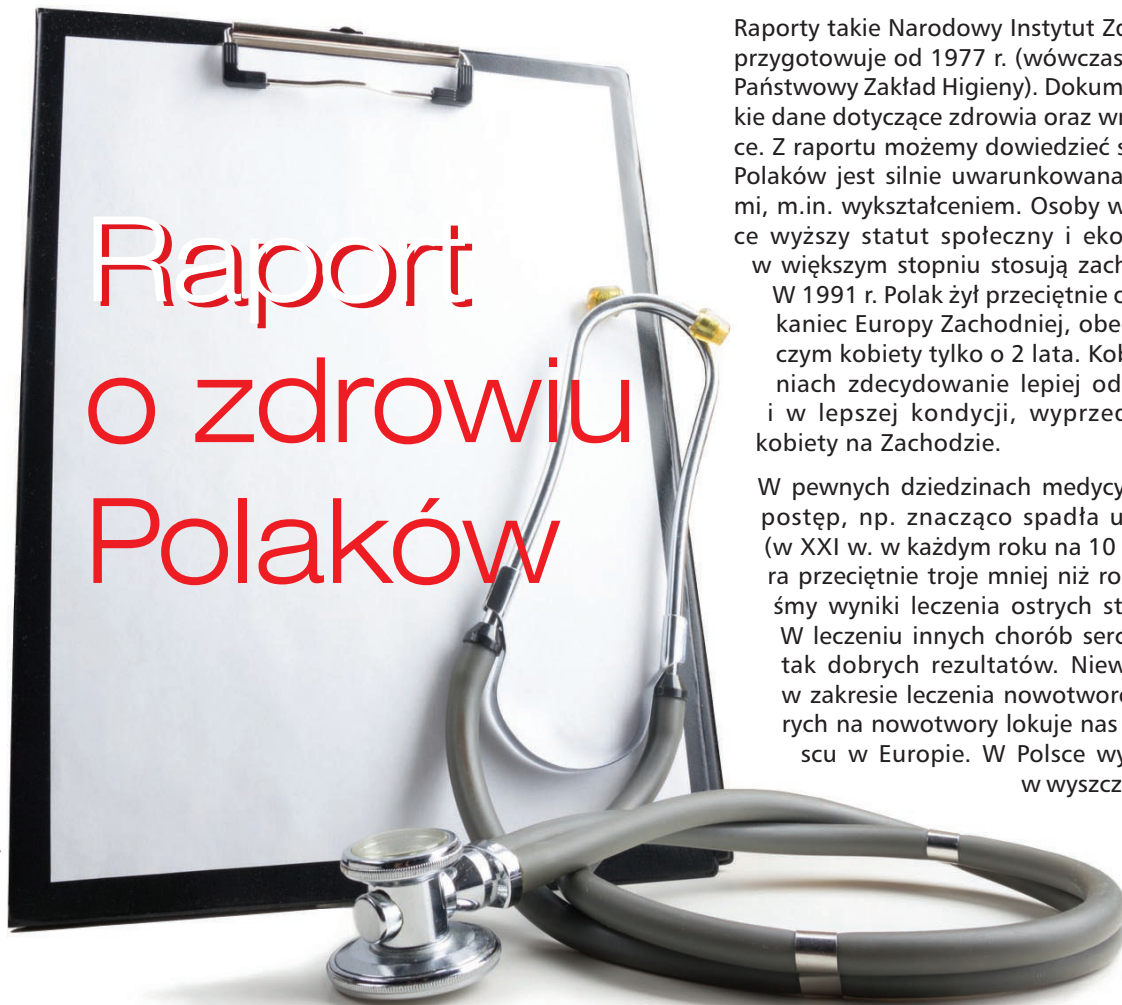 Raport
o zdrowiu
Polaków
Raporty takie Narodowy Instytut Zd
przygotowuje od 1977 r. (wówczas
Państwowy Zakład Higieny). Dokum
kie dane dotyczące zdrowia oraz wr
ce. Z raportu możemy dowiedzieć s
Polaków jest silnie uwarunkowana
mi, m.in. wykształceniem. Osoby w
ce wyższy statut społeczny i eko
w większym stopniu stosują zach
W 1991 r. Polak żył przeciętnie o
kaniec Europy Zachodniej, obe
czym kobiety tylko o 2 lata. Kob
niach zdecydowanie lepiej od
i w lepszej kondycji, wyprzed
kobiety na Zachodzie.
W pewnych dziedzinach medycy
postęp, np. znacząco spadła u
(w XXI w. w każdym roku na 10
ra przeciętnie troje mniej niż ro
śmy wyniki leczenia ostrych st
W leczeniu innych chorób serc
tak dobrych rezultatów. Niew
w zakresie leczenia nowotworó
rych na nowotwory lokuje nas
scu w Europie. W Polsce wy
w wyszcz